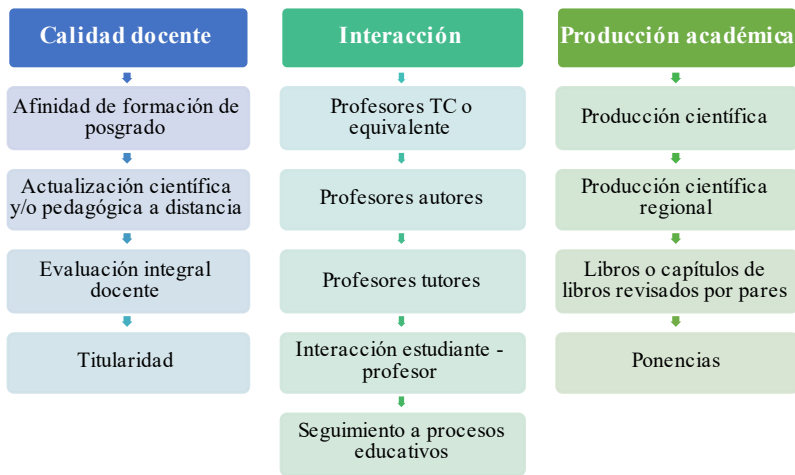 Calidad docente
Afinidad de formación de
posgrado
Actualización científica
y/o pedagógica a distancia
Evaluación integral
docente
Titularidad
Interacción
Profesores TC o
equivalente
Profesores autores
Profesores tutores
Interacción estudiante -
profesor
Seguimiento a procesos
educativos
Producción académica
Producción científica
Producción científica
regional
Libros o capítulos de
libros revisados por pares
Ponencias